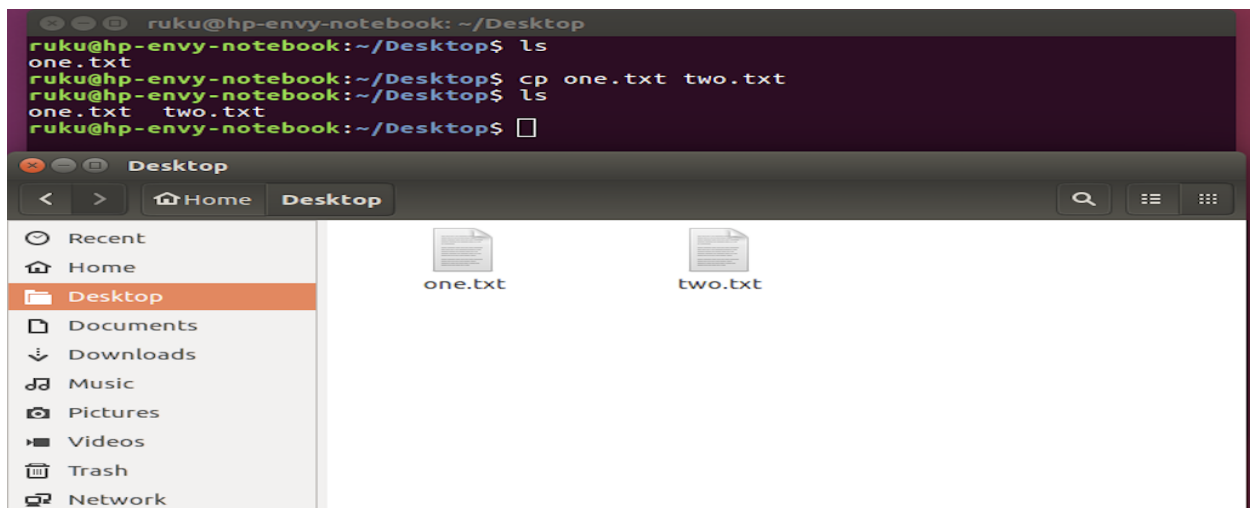 ruku@hp-envy-notebook: ~/Desktop
ruku@hp-envy-notebook:~/Desktop$ ls
one.txt
ruku@hp-envy-notebook:~/Desktop$ cp one.txt two.txt
ruku@hp-envy-notebook:~/Desktop$ ls
one.txt  two.txt
ruku@hp-envy-notebook:~/Desktop$
Desktop
< > Home Desktop
Recent
Home
Desktop
Documents
Downloads
Music
Pictures
Videos
Trash
Network
one.txt two.txt